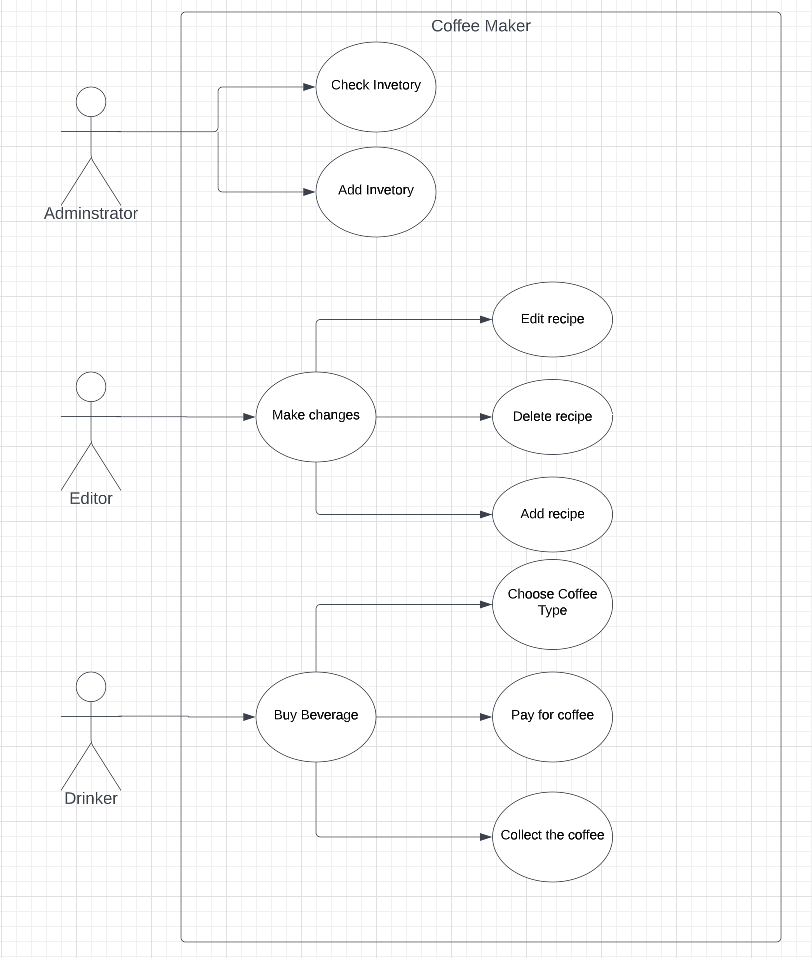 Coffee Maker
Check Invetory
Add Invetory
Adminstrator
Edit recipe
Make changes
Delete recipe
Editor
Add recipe
Choose Coffee
Type
Buy Beverage
Pay for coffee
Drinker
Collect the coffee